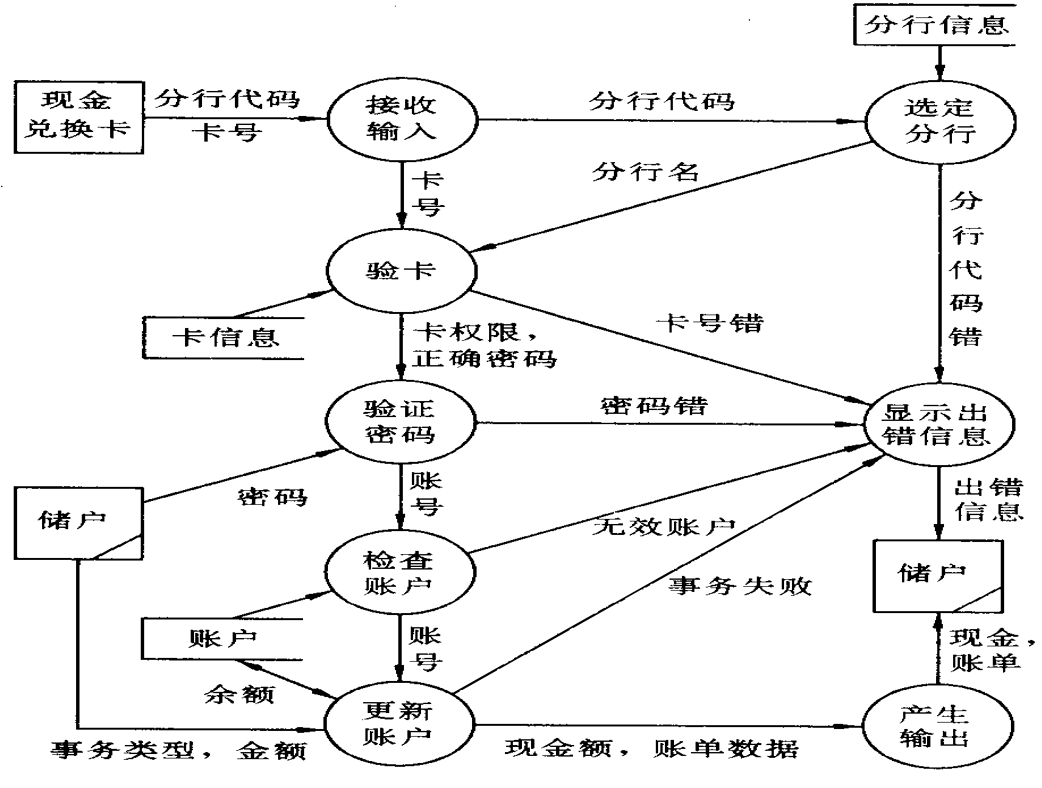 分行信息
现金
兑换卡
分行代码
卡号
接收
输入
分行代码
选定
分行
卡
号
分行名
分
行
代
码
错
验卡
卡信息
卡权限，
正确密码
卡号错
验证
密码
密码错
显示出
错信息
储户
密码
账
号
无效账户
出错
信息
检查
账户
事务失败
储户
账户
账
号
余额
现金，
账单
更新
账户
产生
输出
事务类型，金额
现金额，账单数据